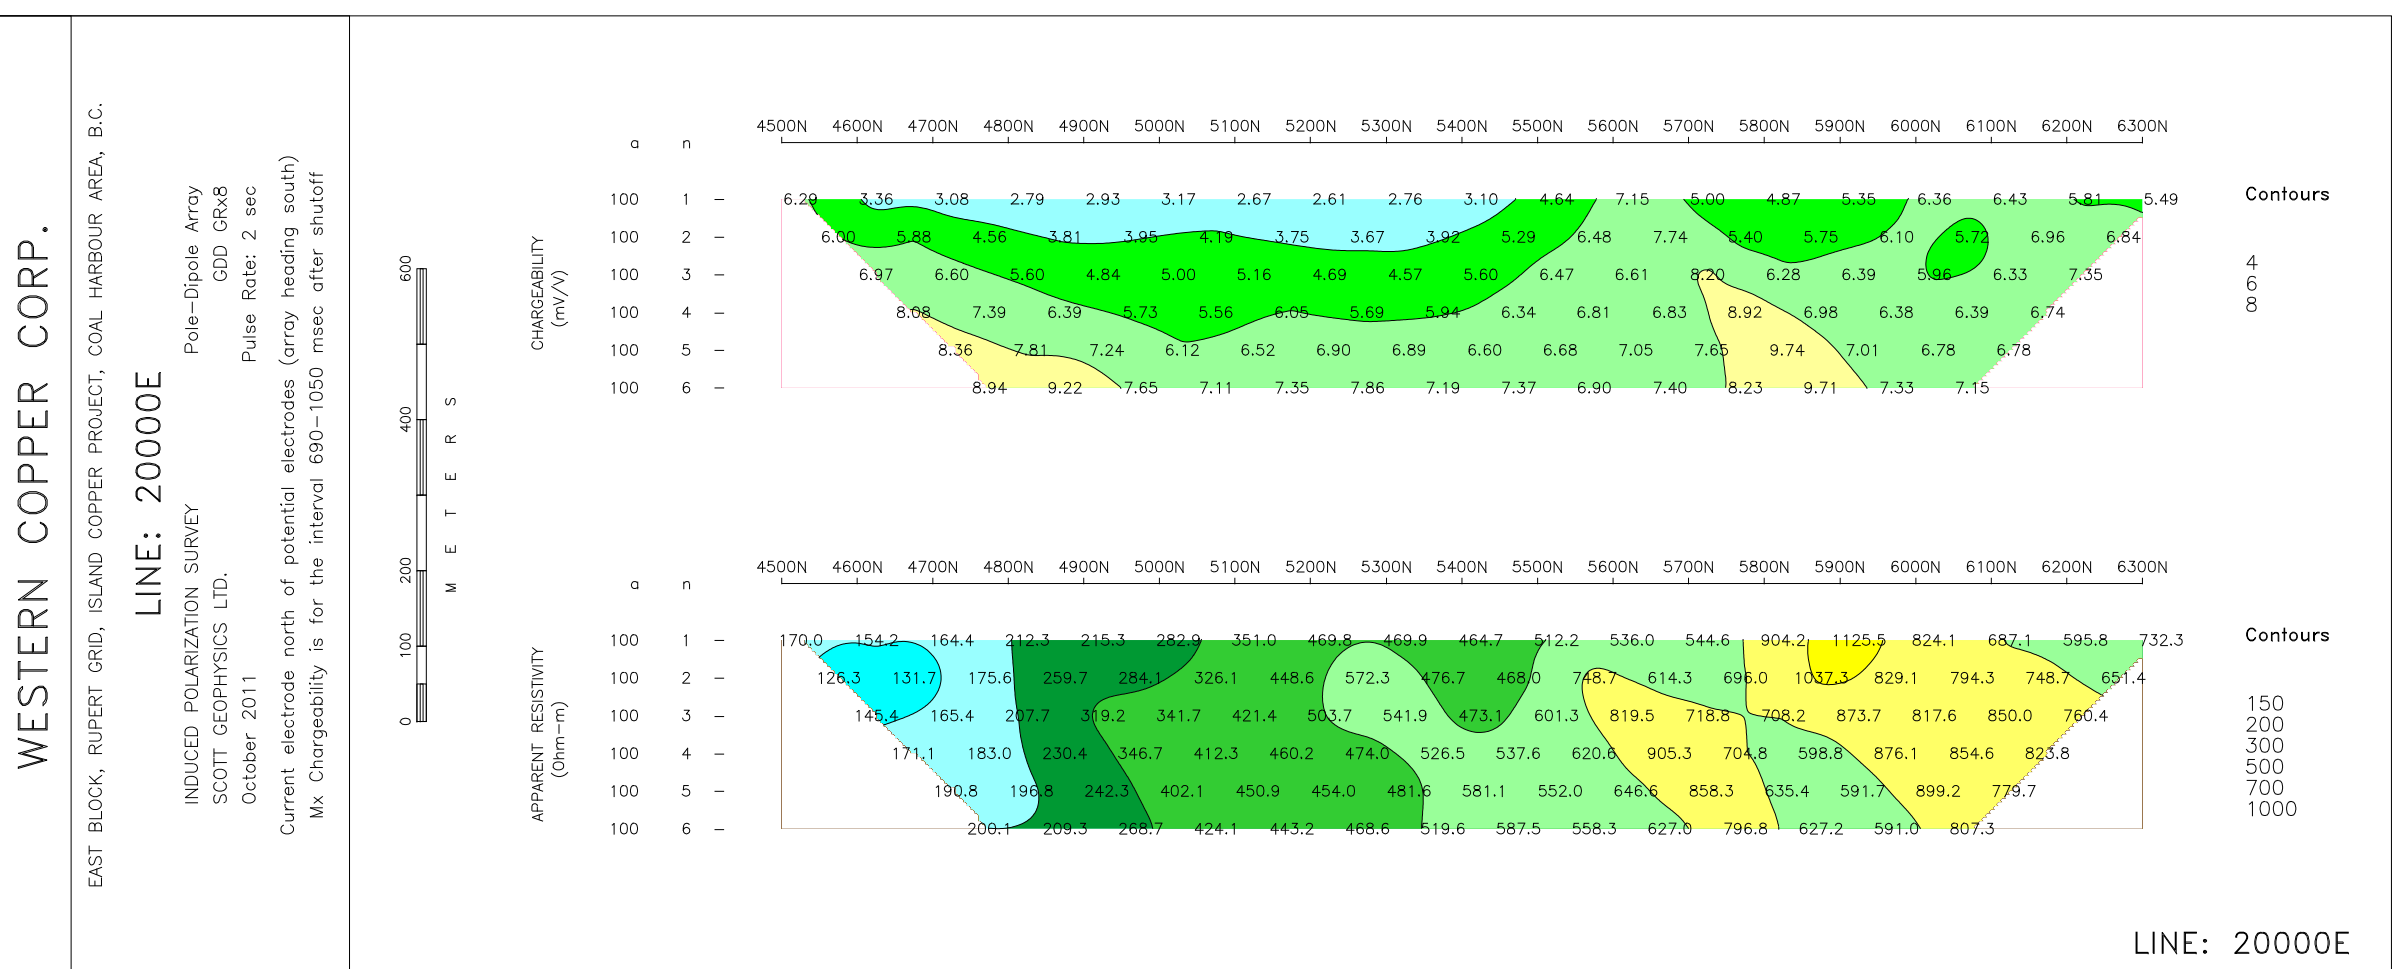 WESTERN COPPER CORP.
EAST BLOCK, RUPERT GRID, ISLAND COPPER PROJECT, COAL HARBOUR AREA, B.C.
LINE: 20000E
INDUCED POLARIZATION SURVEY Pole-Dipole Array
SCOTT GEOPHYSICS LTD. GDD GRx8
October 2011 Pulse Rate: 2 sec
Current electrode north of potential electrodes (array heading south)
Mx Chargeability is for the interval 690-1050 msec after shutoff
0 100 200 400 600
METERS
4500N 4600N 4700N 4800N 4900N 5000N 5100N 5200N 5300N 5400N 5500N 5600N 5700N 5800N 5900N 6000N 6100N 6200N 6300N
a n
CHARGEABILITY
(mV/V)
100 1 6.29 3.36 3.08 2.79 2.93 3.17 2.67 2.61 2.76 3.10 4.64 7.15 5.00 4.87 5.35 6.36 6.43 5.81 5.49
100 2 6.00 5.88 4.56 3.81 3.95 4.19 3.75 3.67 3.92 5.29 6.48 7.74 5.40 5.75 6.10 5.72 6.96 6.84
100 3 6.97 6.60 5.60 4.84 5.00 5.16 4.69 4.57 5.60 6.47 6.61 8.20 6.28 6.39 5.96 6.33 7.35
100 4 8.08 7.39 6.39 5.73 5.56 6.05 5.69 5.94 6.34 6.81 6.83 8.92 6.98 6.38 6.39 6.74
100 5 8.36 7.81 7.24 6.12 6.52 6.90 6.89 6.60 6.68 7.05 7.65 9.74 7.01 6.78 6.78
100 6 8.94 9.22 7.65 7.11 7.35 7.86 7.19 7.37 6.90 7.40 8.23 9.71 7.33 7.15
Contours
4
6
8
4500N 4600N 4700N 4800N 4900N 5000N 5100N 5200N 5300N 5400N 5500N 5600N 5700N 5800N 5900N 6000N 6100N 6200N 6300N
a n
APPARENT RESISTIVITY
(Ohm-m)
100 1 170.0 154.2 164.4 212.3 215.3 282.9 351.0 469.8 469.9 464.7 512.2 536.0 544.6 904.2 1125.5 824.1 687.1 595.8 732.3
100 2 126.3 131.7 175.6 259.7 284.1 326.1 448.6 572.3 476.7 468.0 748.7 614.3 696.0 1037.3 829.1 794.3 748.7 651.4
100 3 145.4 165.4 207.7 319.2 341.7 421.4 503.7 541.9 473.1 601.3 819.5 718.8 708.2 873.7 817.6 850.0 760.4
100 4 171.1 183.0 230.4 346.7 412.3 460.2 474.0 526.5 537.6 620.6 905.3 704.8 598.8 876.1 854.6 823.8
100 5 190.8 196.8 242.3 402.1 450.9 454.0 481.6 581.1 552.0 646.6 858.3 635.4 591.7 899.2 779.7
100 6 200.1 209.3 268.7 424.1 443.2 468.6 519.6 587.5 558.3 627.0 796.8 627.2 591.0 807.3
Contours
150
200
300
500
700
1000
LINE: 20000E